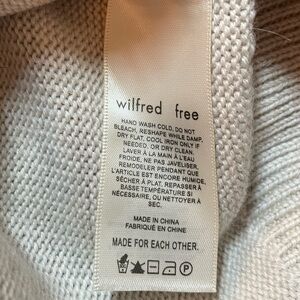 wilfred free
HAND WASH COLD, DO NOT
BLEACH, RESHAPE WHILE DAMP,
DRY FLAT, COOL IRON ONLY IF
NEEDED, OR DRY CLEAN.
LAVER À LA MAIN À L'EAU
FROIDE, NE PAS JAVELISER,
REMODELER PENDANT QUE
L'ARTICLE EST ENCORE HUMIDE,
SÉCHER À PLAT, REPASSER À
BASSE TEMPÉRATURE SI
NÉCESSAIRE, OU NETTOYER À
SEC.
MADE IN CHINA
FABRIQUÉ EN CHINE
MADE FOR EACH OTHER.
P